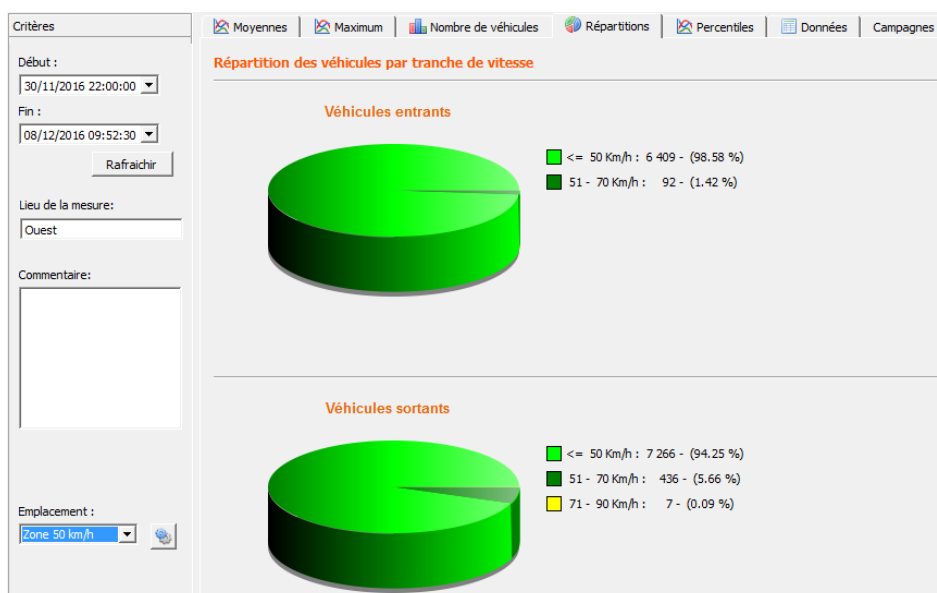 Critères
Début :
30/11/2016 22:00:00
Fin :
08/12/2016 09:52:30
Rafraichir
Lieu de la mesure:
Ouest
Commentaire:
Emplacement :
Zone 50 km/h
Moyennes Maximum Nombre de véhicules Répartitions Percentiles Données Campagnes
Répartition des véhicules par tranche de vitesse
Véhicules entrants
<= 50 Km/h : 6 409 - (98.58 %)
51 - 70 Km/h : 92 - (1.42 %)
Véhicules sortants
<= 50 Km/h : 7 266 - (94.25 %)
51 - 70 Km/h : 436 - (5.66 %)
71 - 90 Km/h : 7 - (0.09 %)